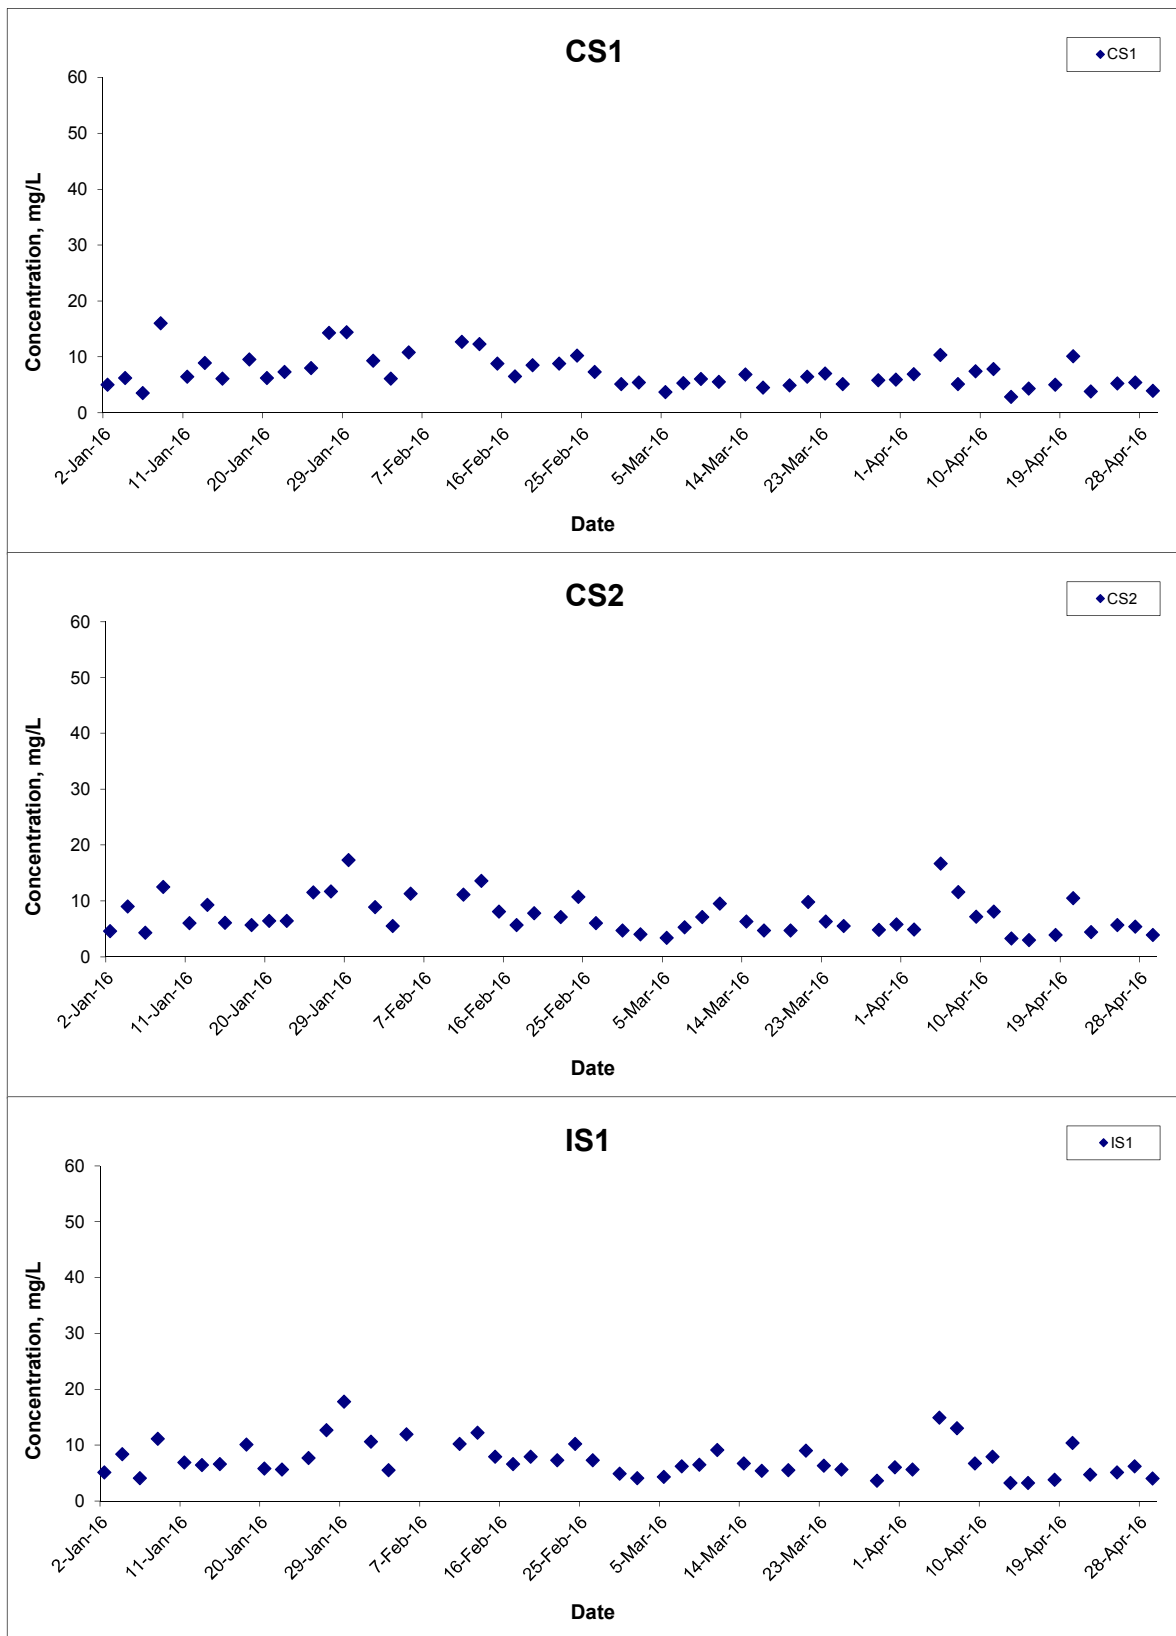 CS1
CS1
60
50
40
30
20
10
0
Concentration, mg/L
2-Jan-16
11-Jan-16
20-Jan-16
29-Jan-16
7-Feb-16
16-Feb-16
25-Feb-16
5-Mar-16
14-Mar-16
23-Mar-16
1-Apr-16
10-Apr-16
19-Apr-16
28-Apr-16
Date
CS2
CS2
60
50
40
30
20
10
0
Concentration, mg/L
2-Jan-16
11-Jan-16
20-Jan-16
29-Jan-16
7-Feb-16
16-Feb-16
25-Feb-16
5-Mar-16
14-Mar-16
23-Mar-16
1-Apr-16
10-Apr-16
19-Apr-16
28-Apr-16
Date
IS1
IS1
60
50
40
30
20
10
0
Concentration, mg/L
2-Jan-16
11-Jan-16
20-Jan-16
29-Jan-16
7-Feb-16
16-Feb-16
25-Feb-16
5-Mar-16
14-Mar-16
23-Mar-16
1-Apr-16
10-Apr-16
19-Apr-16
28-Apr-16
Date